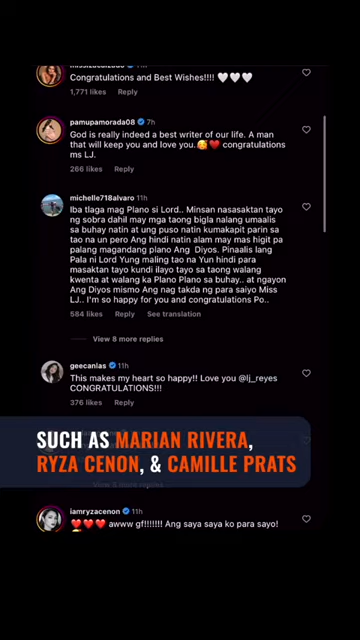 11h
Congratulations and Best Wishes!!!! 🤍🤍🤍
1,771 likes Reply
pamupamorada08 7h
God is really indeed a best writer of our life. A man
that will keep you and love you.🥰❤️ congratulations
ms LJ.
266 likes Reply
michelle718alvaro 11h
Iba tlaga mag Plano si Lord.. Minsan nasasaktan tayo
ng sobra dahil may mga taong bigla nalang umaalis
sa buhay natin at ung puso natin kumakapit parin sa
tao na un pero Ang hindi natin alam may mas higit pa
palang magandang plano Ang Diyos. Pinaalis lang
Pala ni Lord Yung maling tao na Yun hindi para
masaktan tayo kundi ilayo tayo sa taong walang
kwenta at walang ka Plano Plano sa buhay.. at ngayon
Ang Diyos mismo Ang nag takda ng para saiyo Miss
LJ.. I'm so happy for you and congratulations Po..
584 likes Reply See translation
View 8 more replies
geecanlas 11h
This makes my heart so happy!! Love you @lj_reyes
CONGRATULATIONS!!!
376 likes Reply
SUCH AS MARIAN RIVERA,
RYZA CENON, & CAMILLE PRATS
iamryzacenon 11h
❤️❤️❤️ awww gf!!!!!!! Ang saya saya ko para sayo!